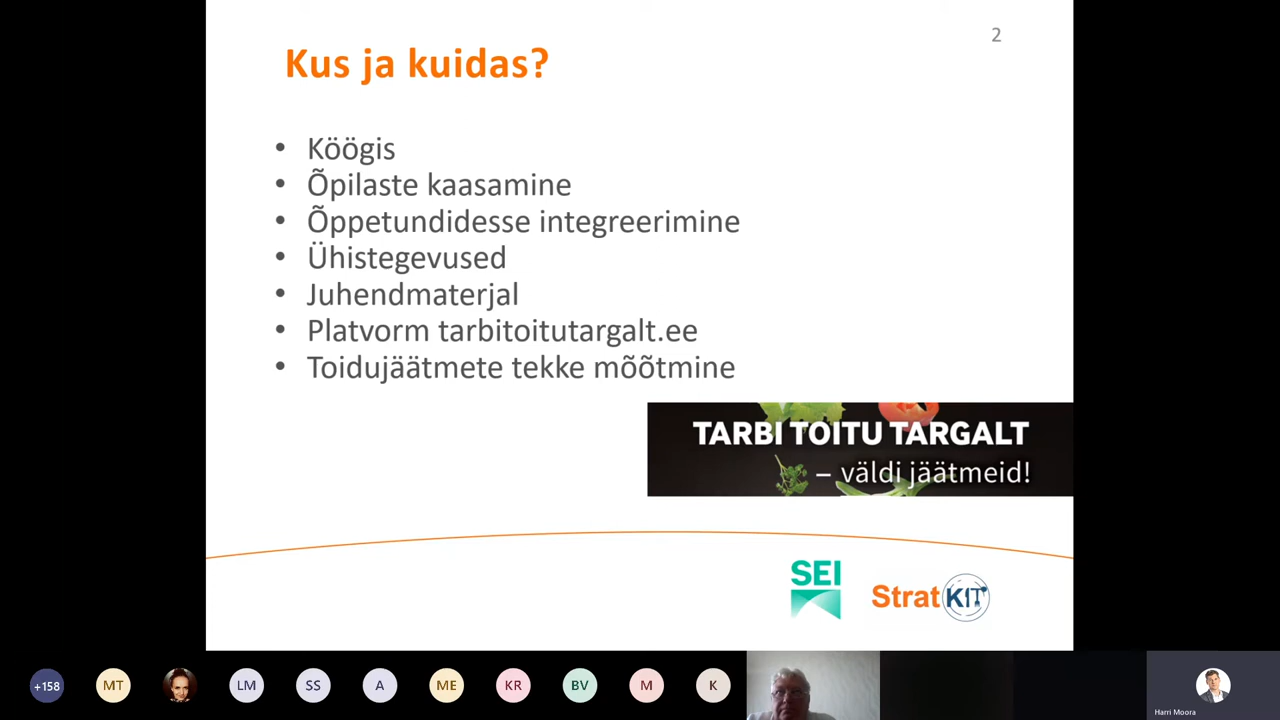 2
Kus ja kuidas?
• Köögis
• Õpilaste kaasamine
• Õppetundidesse integreerimine
• Ühistegevused
• Juhendmaterjal
• Platvorm tarbitoitutargalt.ee
• Toidujäätmete tekke mõõtmine
TARBI TOITU TARGALT
– väldi jäätmeid!
SEI
StratKIT
+158
MT
LM
SS
A
ME
KR
BV
M
K
Harri Moora